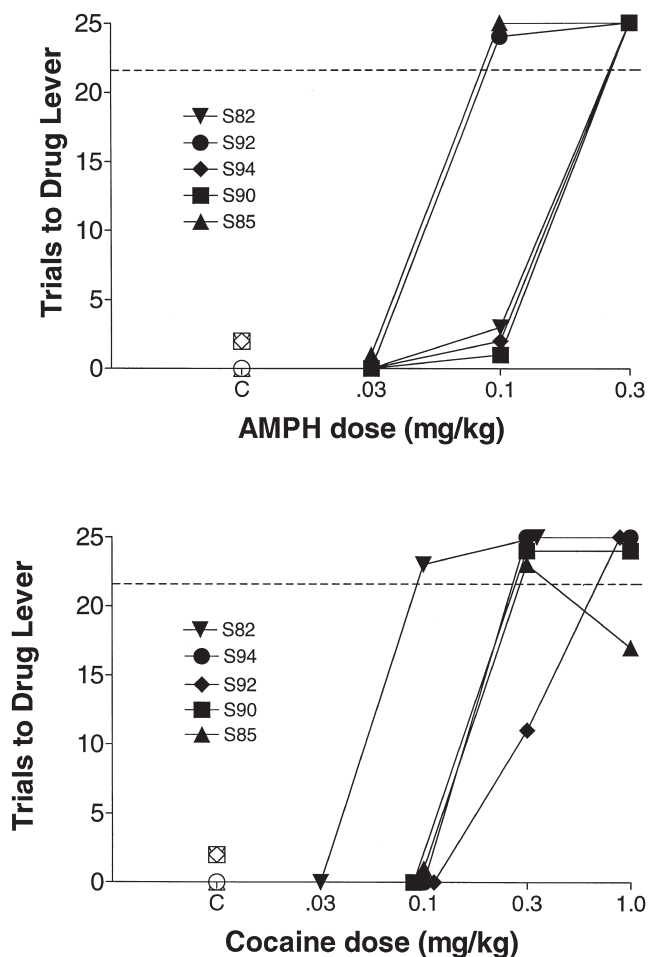 25
20
15
10
5
0
Trials to Drug Lever
S82
S92
S94
S90
S85
C
.03
0.1
0.3
AMPH dose (mg/kg)
25
20
15
10
5
0
Trials to Drug Lever
S82
S94
S92
S90
S85
C
.03
0.1
0.3
1.0
Cocaine dose (mg/kg)